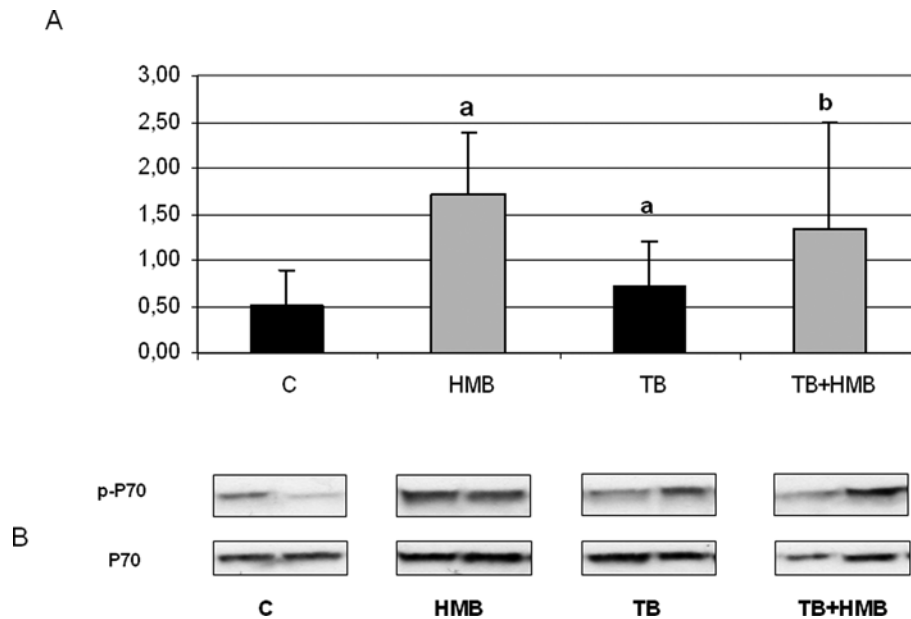 A
3,00
a
b
2,50
2,00
a
1,50
1,00
0,50
0,00
C HMB TB TB+HMB
p-P70
B
P70
C HMB TB TB+HMB